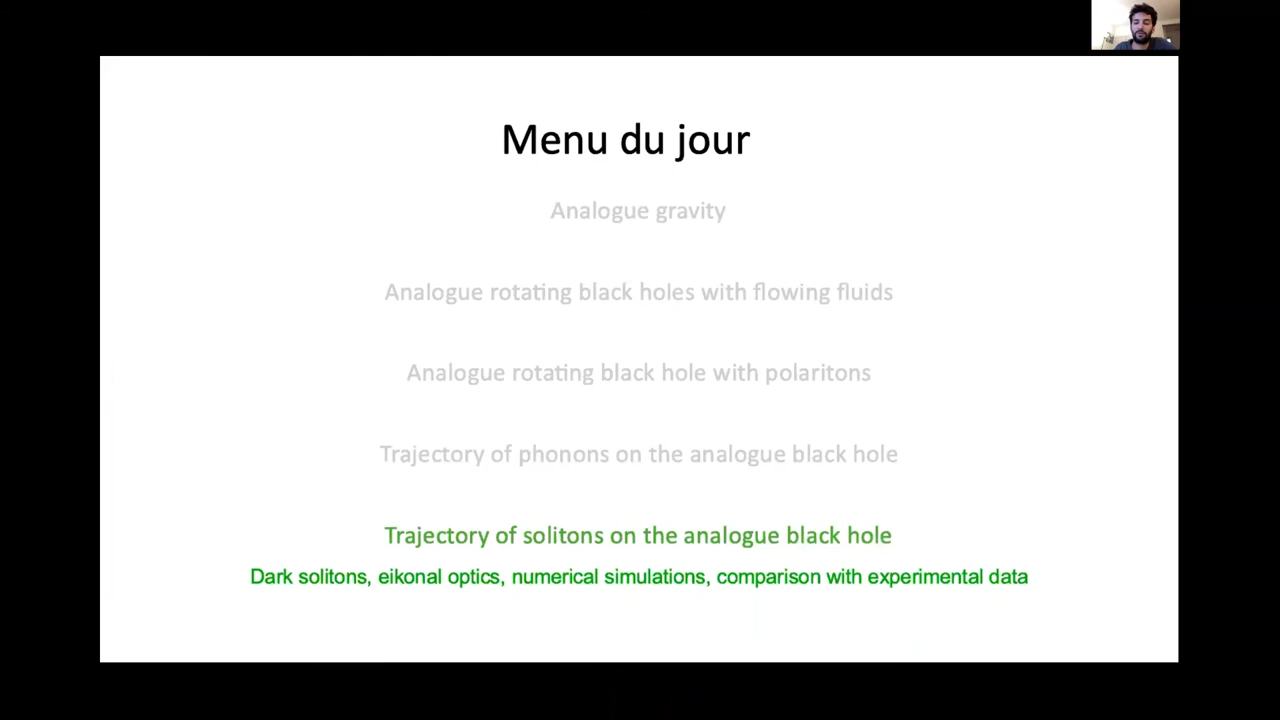 Menu du jour
Analogue gravity
Analogue rotating black holes with flowing fluids
Analogue rotating black hole with polaritons
Trajectory of phonons on the analogue black hole
Trajectory of solitons on the analogue black hole
Dark solitons, eikonal optics, numerical simulations, comparison with experimental data